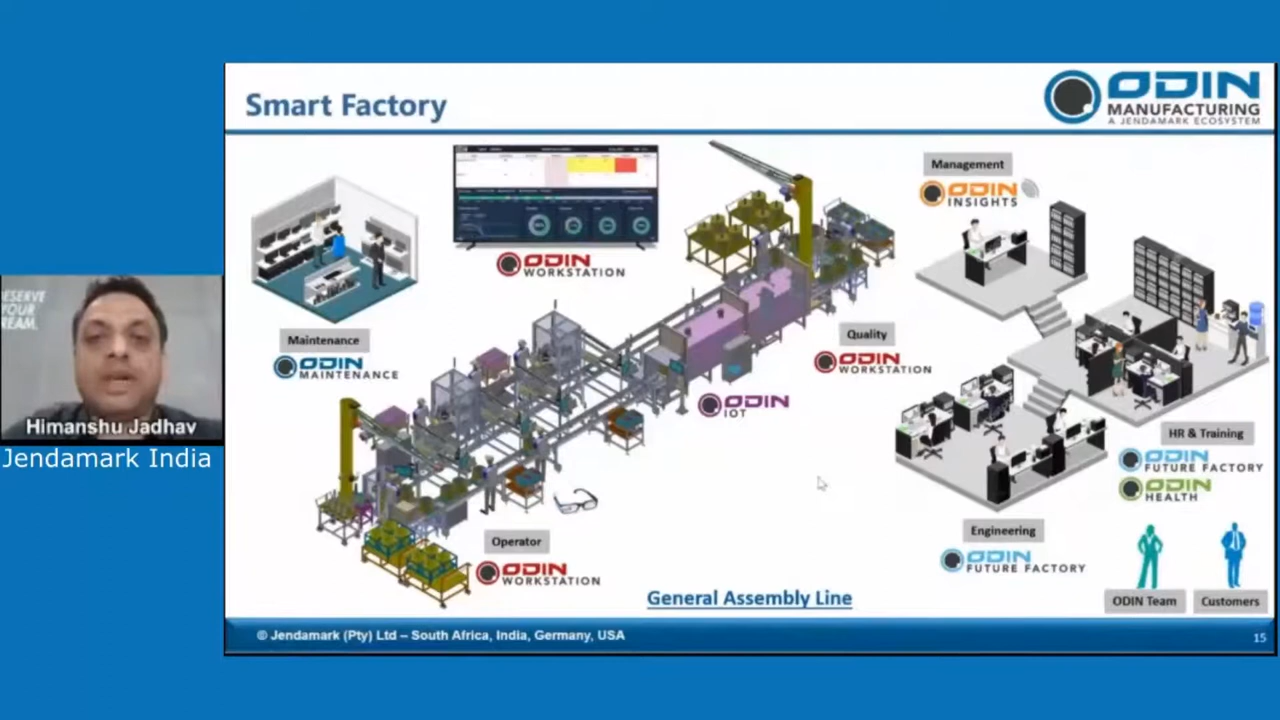 Smart Factory
ODIN
MANUFACTURING
A JENDAMARK ECOSYSTEM
ODIN
WORKSTATION
Management
ODIN
INSIGHTS
Maintenance
ODIN
MAINTENANCE
Quality
ODIN
WORKSTATION
ODIN
IOT
HR & Training
ODIN
FUTURE FACTORY
ODIN
HEALTH
Operator
ODIN
WORKSTATION
Engineering
ODIN
FUTURE FACTORY
General Assembly Line
ODIN Team
Customers
© Jendamark (Pty) Ltd – South Africa, India, Germany, USA
15
YOUR
Himanshu Jadhav
Jendamark India